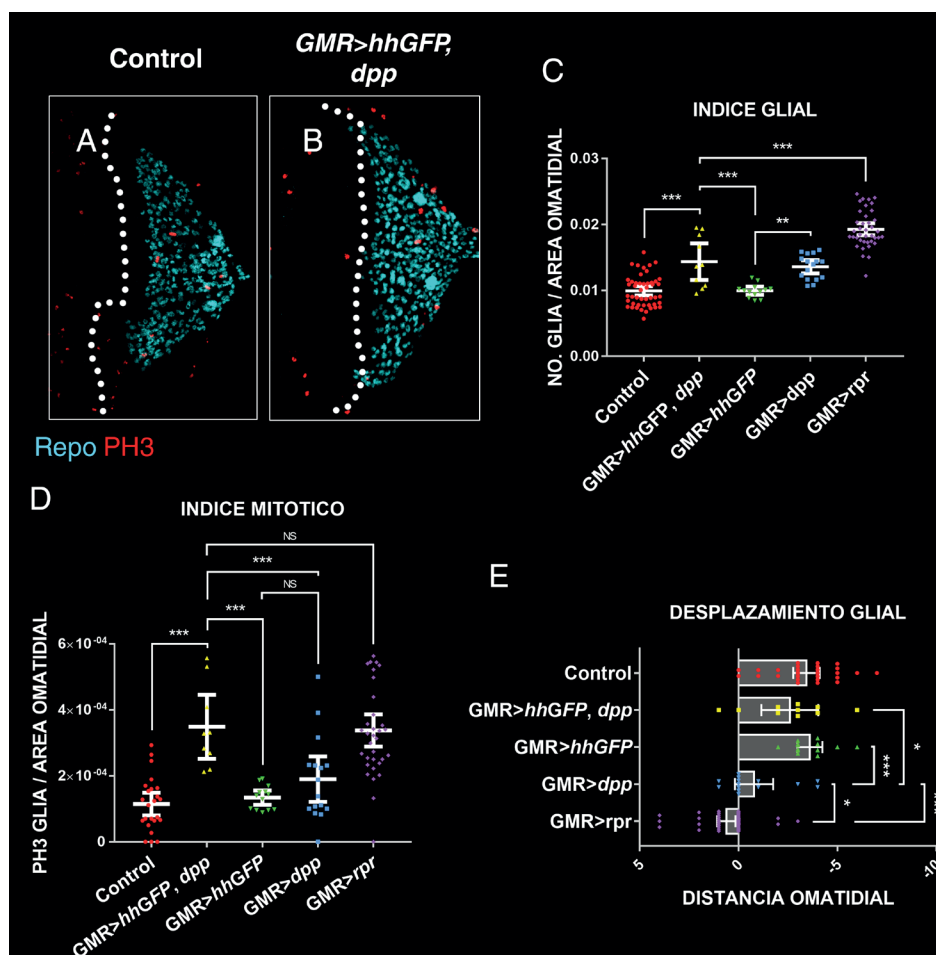 Control
GMR>hhGFP,
dpp
A
B
Repo PH3
C
INDICE GLIAL
NO. GLIA / AREA OMATIDIAL
0.03
0.02
0.01
0.00
***
***
***
**
Control
GMR>hhGFP, dpp
GMR>hhGFP
GMR>dpp
GMR>rpr
D
INDICE MITOTICO
PH3 GLIA / AREA OMATIDIAL
6×10⁻⁰⁴
4×10⁻⁰⁴
2×10⁻⁰⁴
0
NS
***
NS
***
***
Control
GMR>hhGFP, dpp
GMR>hhGFP
GMR>dpp
GMR>rpr
E
DESPLAZAMIENTO GLIAL
Control
GMR>hhGFP, dpp
GMR>hhGFP
GMR>dpp
GMR>rpr
*
***
*
5
0
-5
-10
DISTANCIA OMATIDIAL